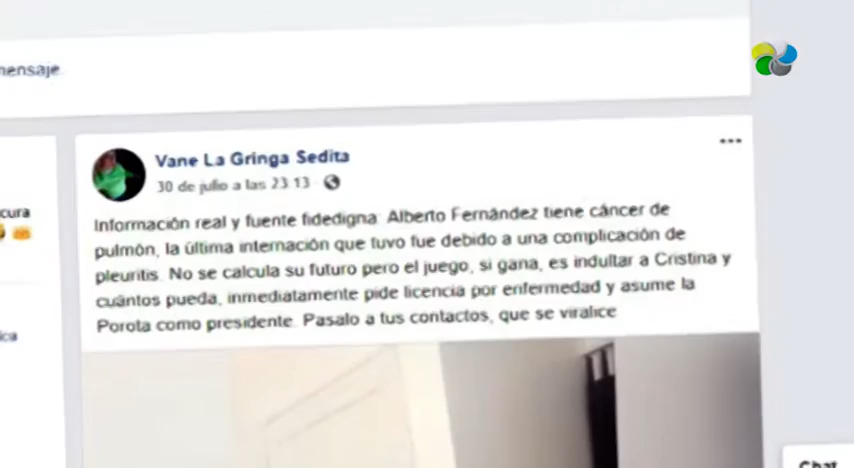 mensaje
Vane La Gringa Sedita
30 de julio a las 23:13
Información real y fuente fidedigna: Alberto Fernández tiene cáncer de
pulmón, la última internación que tuvo fue debido a una complicación de
pleuritis. No se calcula su futuro pero el juego, si gana, es indultar a Cristina y
cuántos pueda, inmediatamente pide licencia por enfermedad y asume la
Porota como presidente. Pasalo a tus contactos, que se viralice
cura
ica
Chat